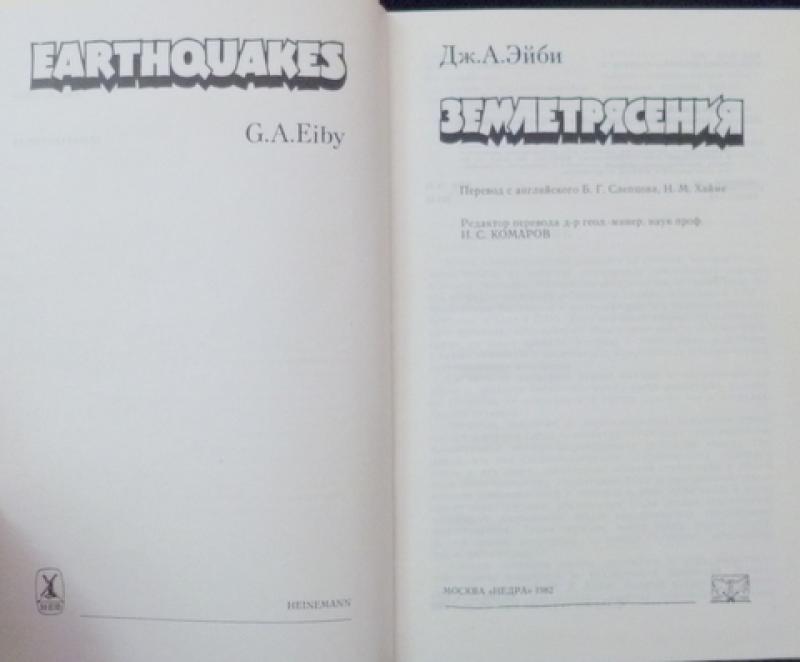 EARTHQUAKES
G.A.Eiby
HEINEMANN
Дж.А.Эйби
ЗЕМЛЕТРЯСЕНИЯ
Перевод с английского Б. Г. Слепцова, Н. М. Хайме
Редактор перевода д-р геол.-минер. наук проф.
И. С. КОМАРОВ
МОСКВА «НЕДРА» 1982